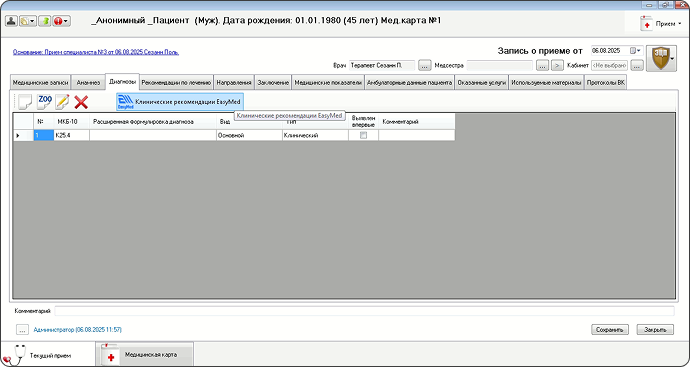 _Анонимный _Пациент (Муж). Дата рождения: 01.01.1980 (45 лет) Мед.карта №1
Прием
Основание: Прием специалиста №3 от 06.08.2025 Сезанн Поль.
Запись о приеме от 06.08.2025
Врач Терапевт Сезанн П. ... Медсестра ... > Кабинет <Не выбрано
Медицинские записи Анамнез Диагнозы Рекомендации по лечению Направления Заключение Медицинские показатели Амбулаторные данные пациента Оказанные услуги Используемые материалы Протоколы ВК
ZOO EasyMed Клинические рекомендации EasyMed
Клинические рекомендации EasyMed
№ МКБ-10 Расширенная формулировка диагноза Вид Тип Выявлен впервые Комментарий
1 K25.4 Основной Клинический
Комментарий
... Администратор (06.08.2025 11:57) Сохранить Закрыть
Текущий прием Медицинская карта